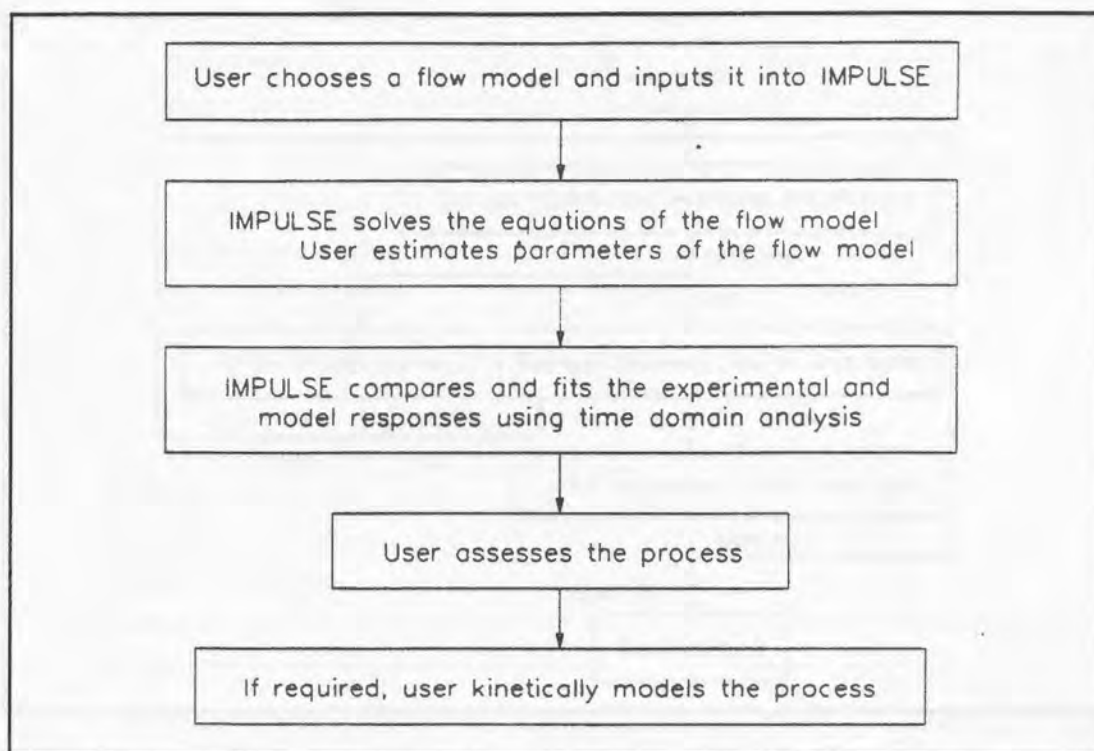 User chooses a flow model and inputs it into IMPULSE
IMPULSE solves the equations of the flow model
User estimates parameters of the flow model
IMPULSE compares and fits the experimental and
model responses using time domain analysis
User assesses the process
If required, user kinetically models the process